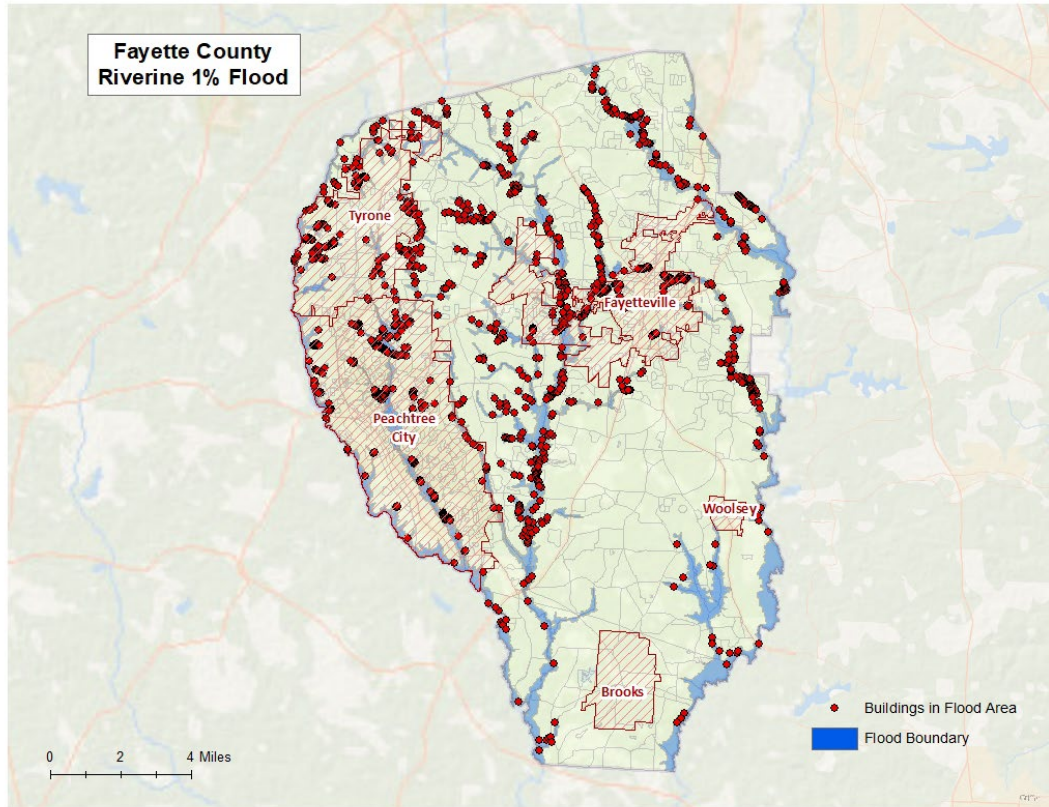 Fayette County
Riverine 1% Flood
Tyrone
Fayetteville
Peachtree
City
Woolsey
Brooks
Buildings in Flood Area
Flood Boundary
0 2 4 Miles